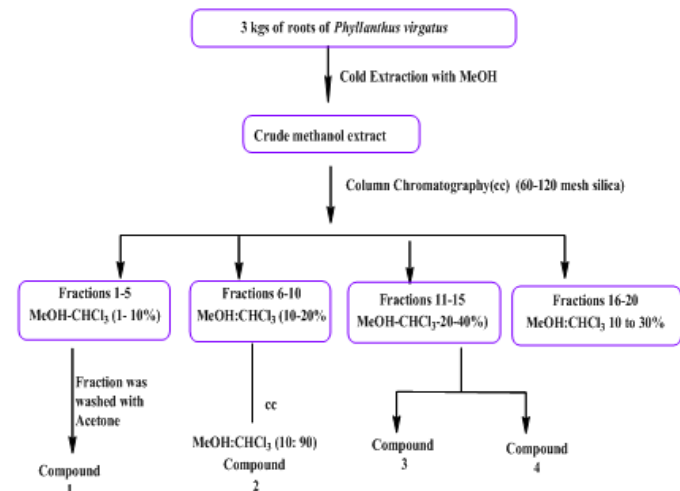 3 kgs of roots of Phyllanthus virgatus
Cold Extraction with MeOH
Crude methanol extract
Column Chromatography(cc) (60-120 mesh silica)
Fractions 1-5
MeOH-CHCl₃ (1- 10%)
Fractions 6-10
MeOH:CHCl₃ (10-20%
Fractions 11-15
MeOH-CHCl₃-20-40%)
Fractions 16-20
MeOH:CHCl₃ 10 to 30%
Fraction was
washed with
Acetone
Compound
1
cc
MeOH:CHCl₃ (10: 90)
Compound
2
Compound
3
Compound
4